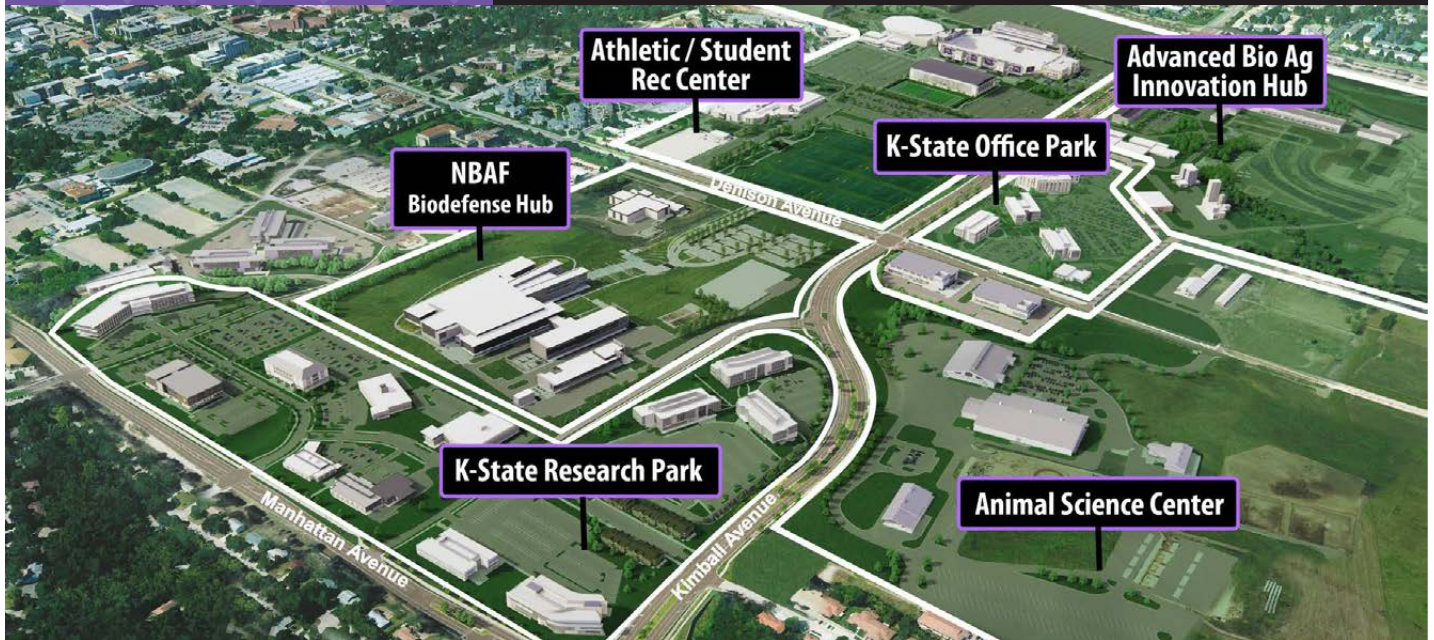 Athletic / Student
Rec Center
Advanced Bio Ag
Innovation Hub
K-State Office Park
NBAF
Biodefense Hub
Denison Avenue
K-State Research Park
Manhattan Avenue
Kimball Avenue
Animal Science Center